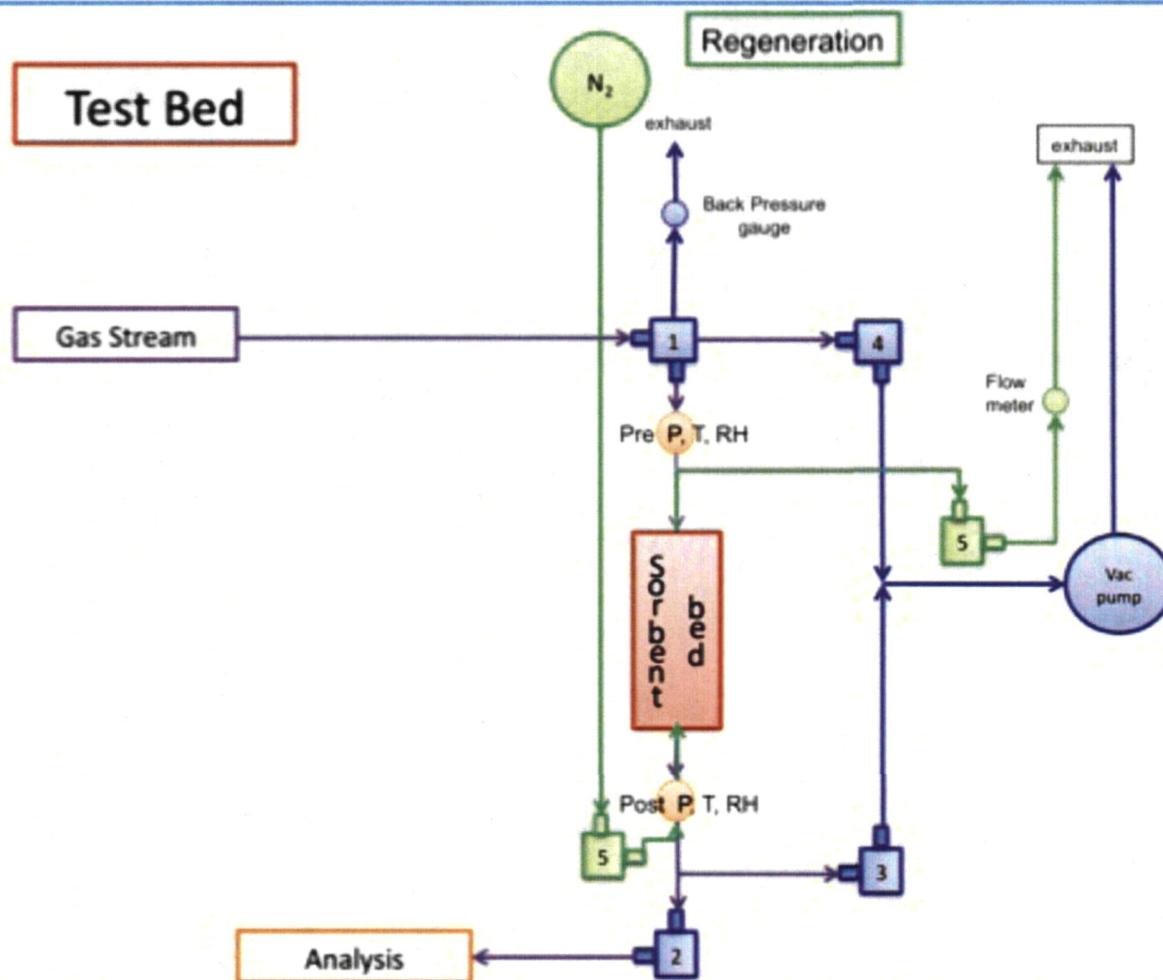 Regeneration
Test Bed
N₂
exhaust
exhaust
Back Pressure
gauge
Gas Stream
1
4
Flow
meter
Pre P, T, RH
5
Sorbent
bed
Vac
pump
Post P, T, RH
5
3
2
Analysis